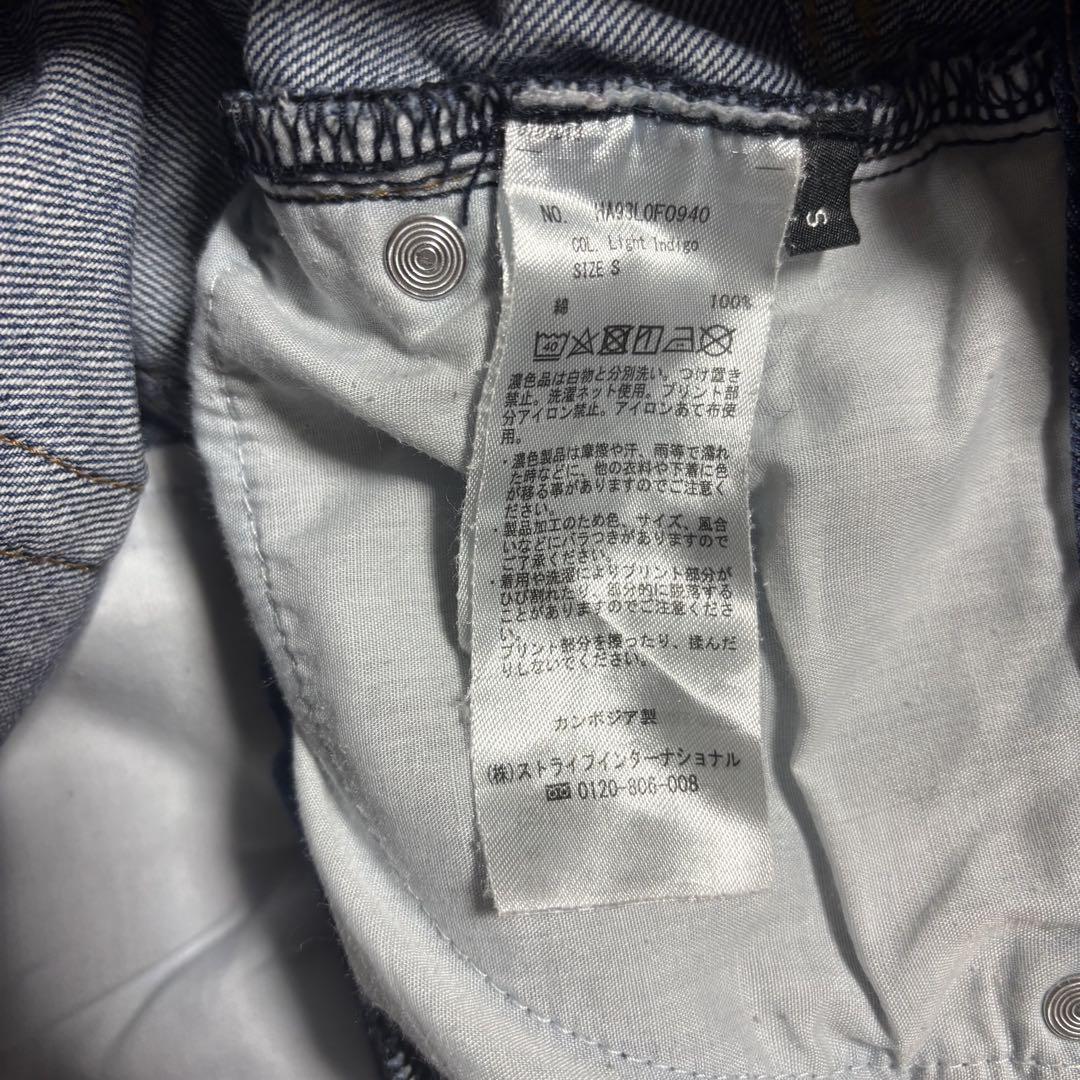 NO. HA93L0F0940
COL. Light Indigo
SIZE S
S
綿 100%
40
濃色品は白物と分別洗い。つけ置き
禁止。洗濯ネット使用。プリント部
分アイロン禁止。アイロンあて布使
用。
・濃色製品は摩擦や汗、雨等で濡れ
た時などに、他の衣料や下着に色
が移る事がありますのでご注意く
ださい。
・製品加工のため色、サイズ、風合
いなどにバラつきがありますので
ご了承ください。
・着用や洗濯によりプリント部分が
ひび割れたり、部分的に脱落する
ことがありますのでご注意くださ
い。
プリント部分を擦ったり、揉んだ
りしないでください。
カンボジア製
(株)ストライプインターナショナル
0120-806-008